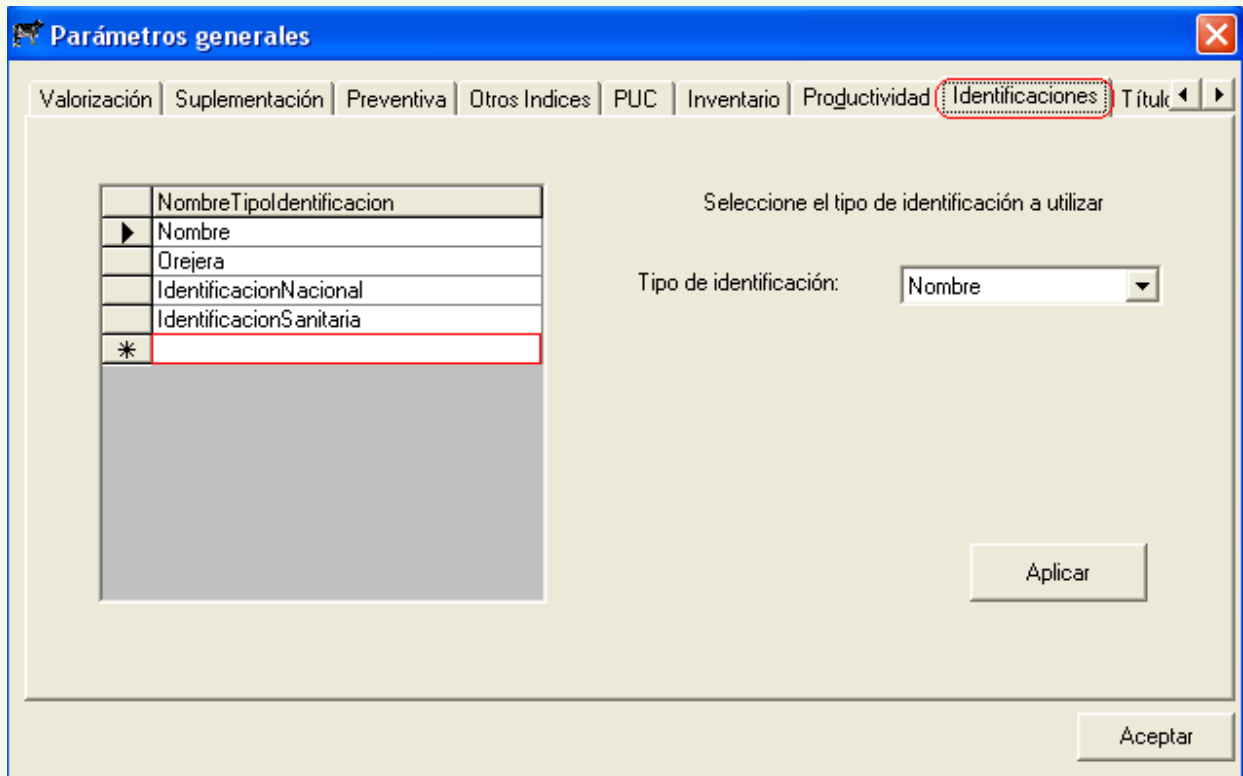 Parámetros generales
Valorización Suplementación Preventiva Otros Indices PUC Inventario Productividad Identificaciones
NombreTipoIdentificacion
Nombre
Orejera
IdentificacionNacional
IdentificacionSanitaria
Seleccione el tipo de identificación a utilizar
Tipo de identificación: Nombre
Aplicar
Aceptar